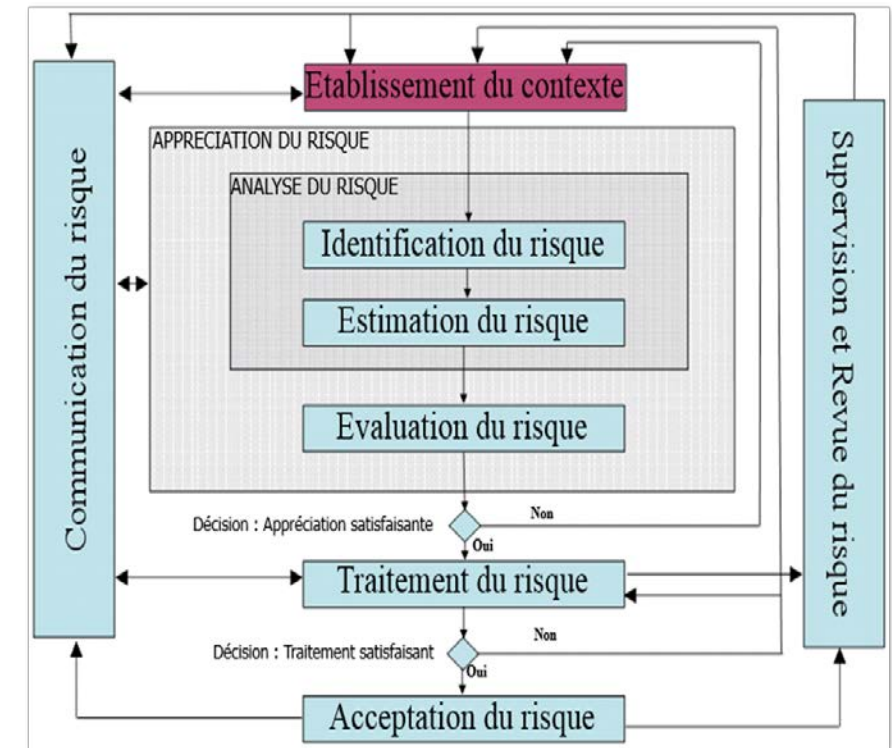 Etablissement du contexte
APPRECIATION DU RISQUE
ANALYSE DU RISQUE
Identification du risque
Estimation du risque
Evaluation du risque
Décision : Appréciation satisfaisante
Non
Oui
Traitement du risque
Décision : Traitement satisfaisant
Non
Oui
Acceptation du risque
Communication du risque
Supervision et Revue du risque